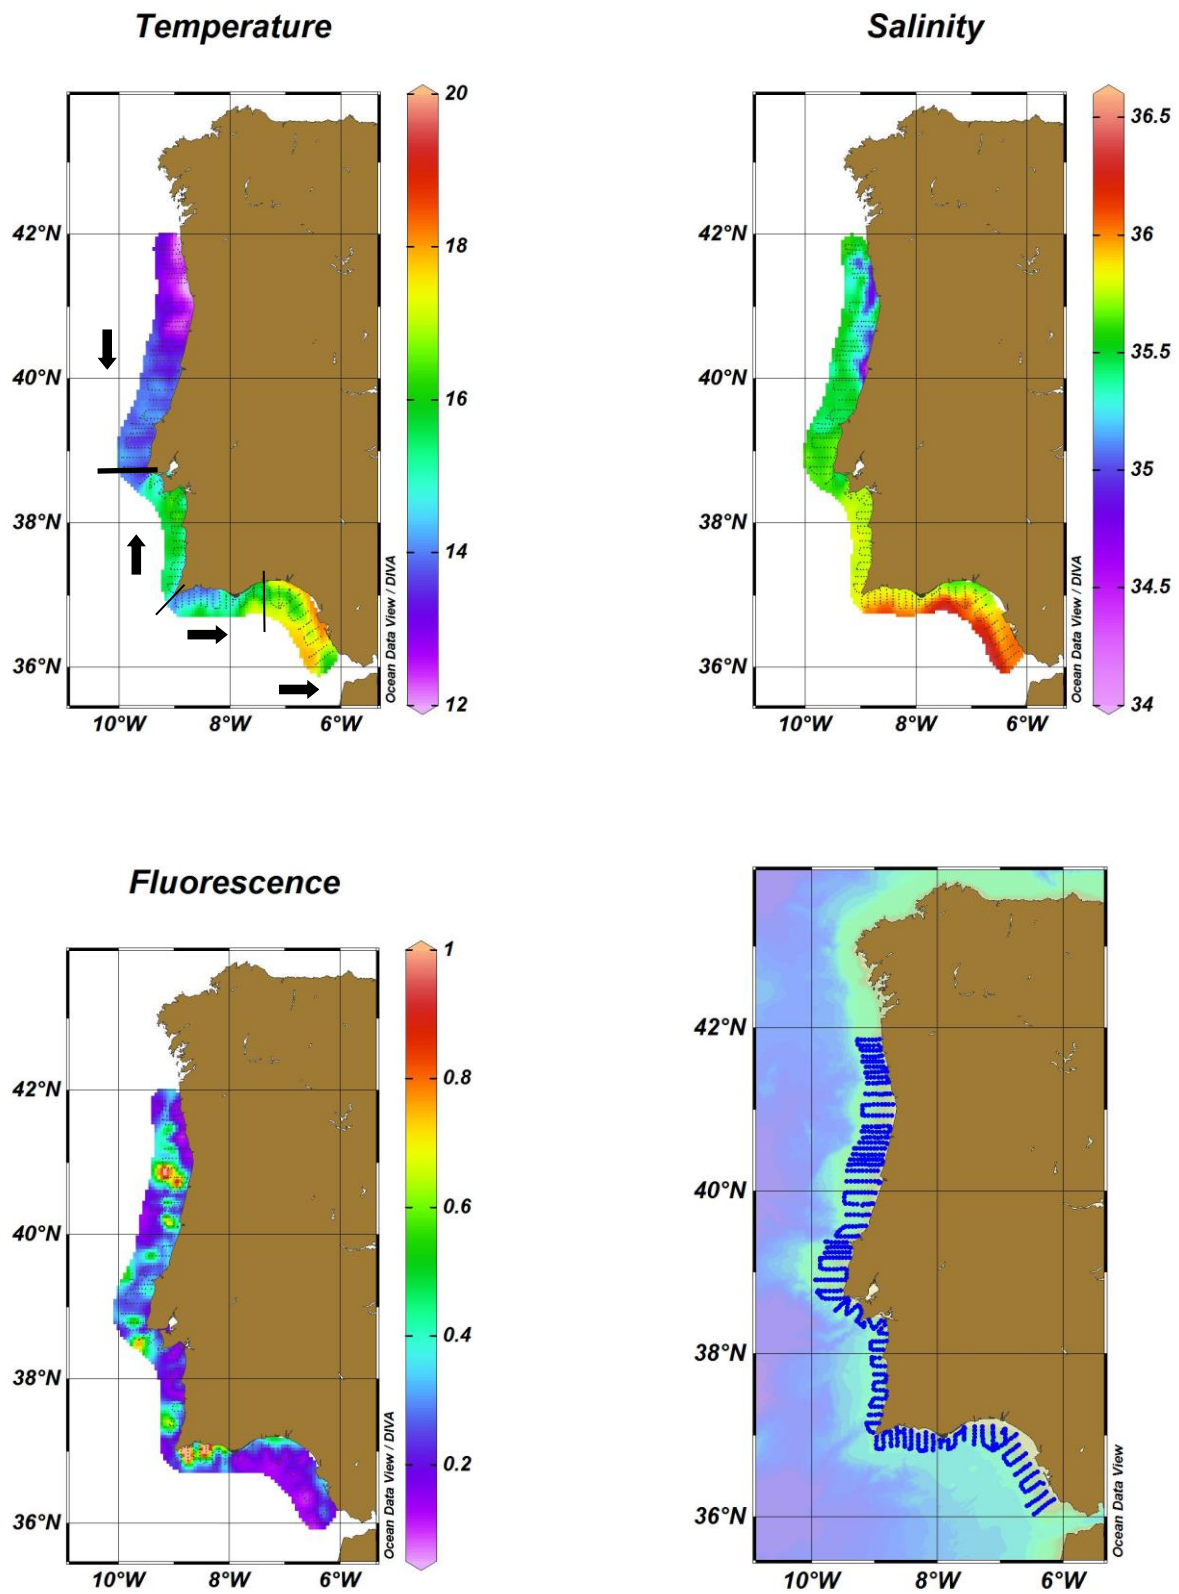 Temperature
Salinity
20
18
16
14
12
42°N
40°N
38°N
36°N
10°W 8°W 6°W
Ocean Data View / DIVA
36.5
36
35.5
35
34.5
34
42°N
40°N
38°N
36°N
10°W 8°W 6°W
Ocean Data View / DIVA
Fluorescence
1
0.8
0.6
0.4
0.2
42°N
40°N
38°N
36°N
10°W 8°W 6°W
Ocean Data View / DIVA
42°N
40°N
38°N
36°N
10°W 8°W 6°W
Ocean Data View